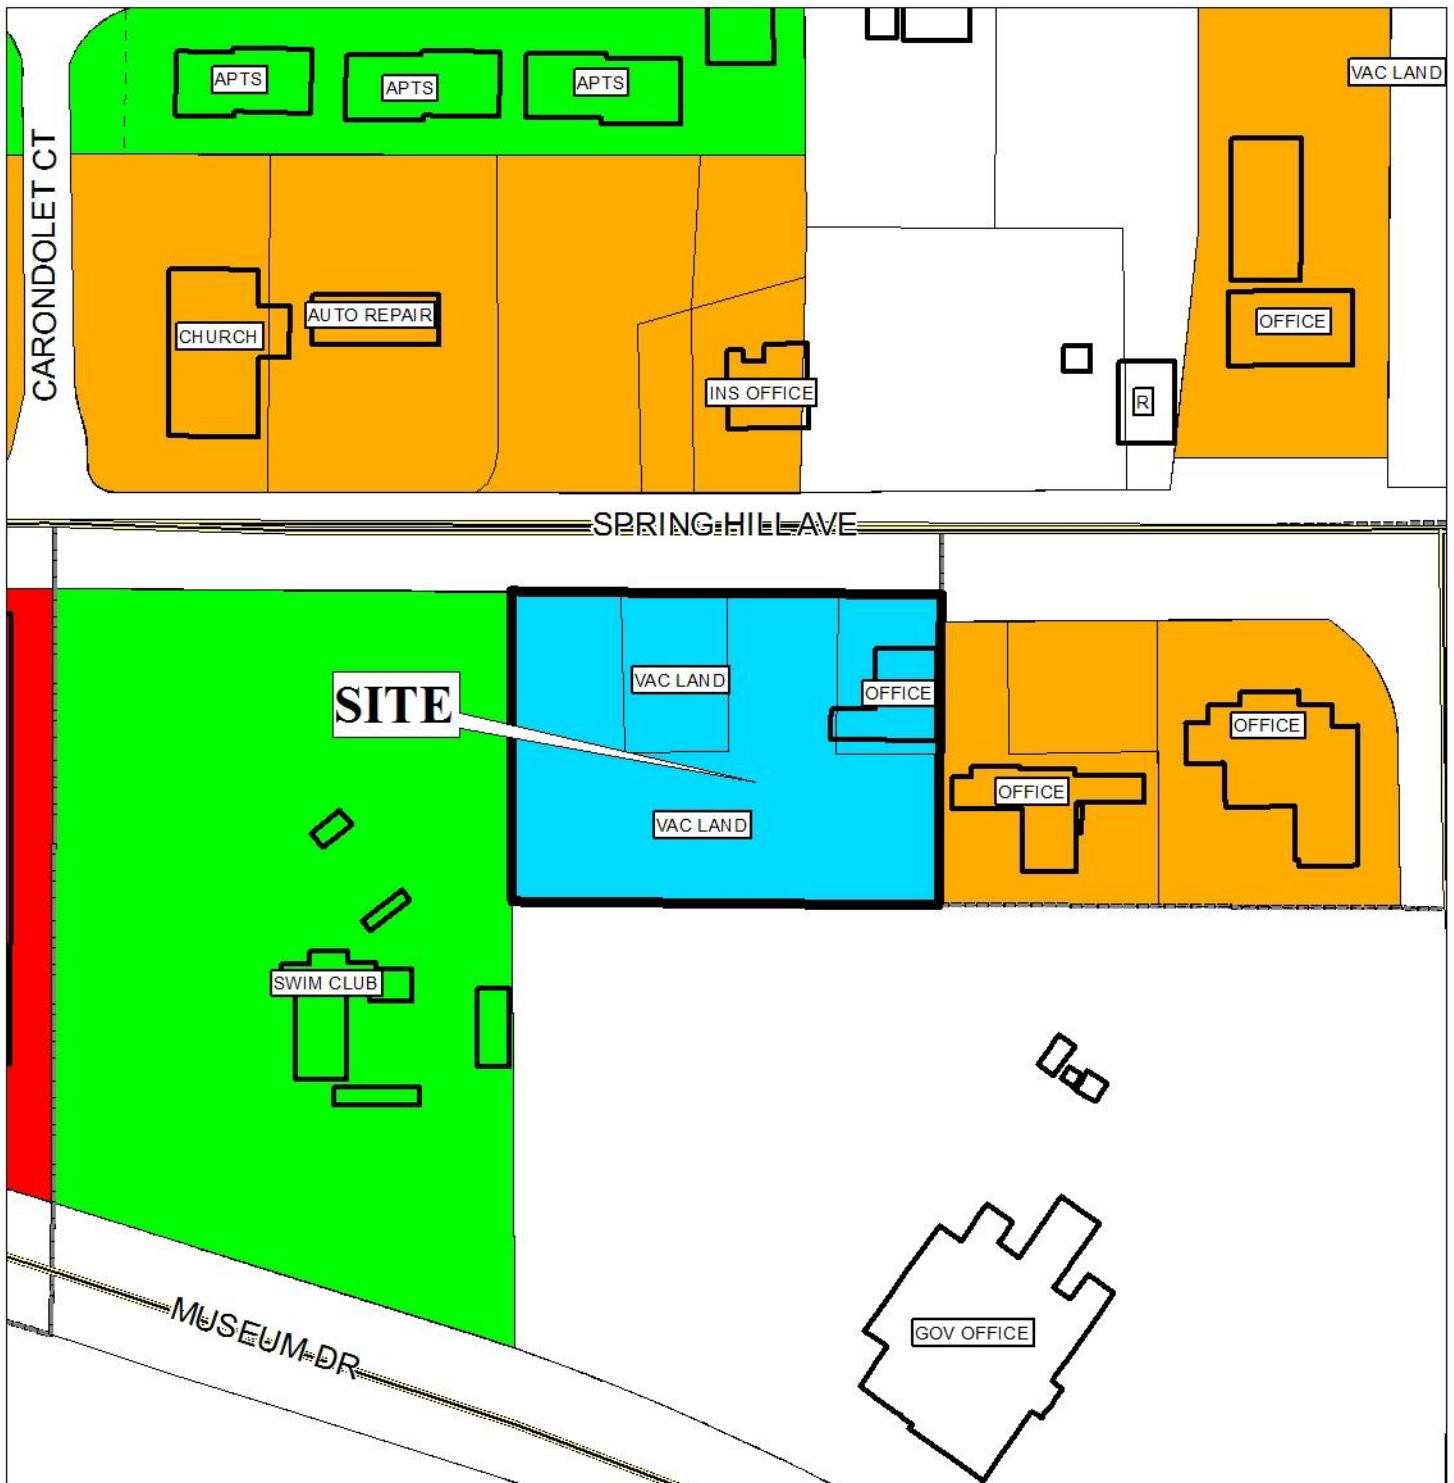 VAC LAND
APTS
APTS
APTS
CARONDOLET CT
AUTO REPAIR
OFFICE
CHURCH
INS OFFICE
R
SPRING HILL AVE
VAC LAND
OFFICE
SITE
OFFICE
OFFICE
VAC LAND
SWIM CLUB
MUSEUM DR
GOV OFFICE